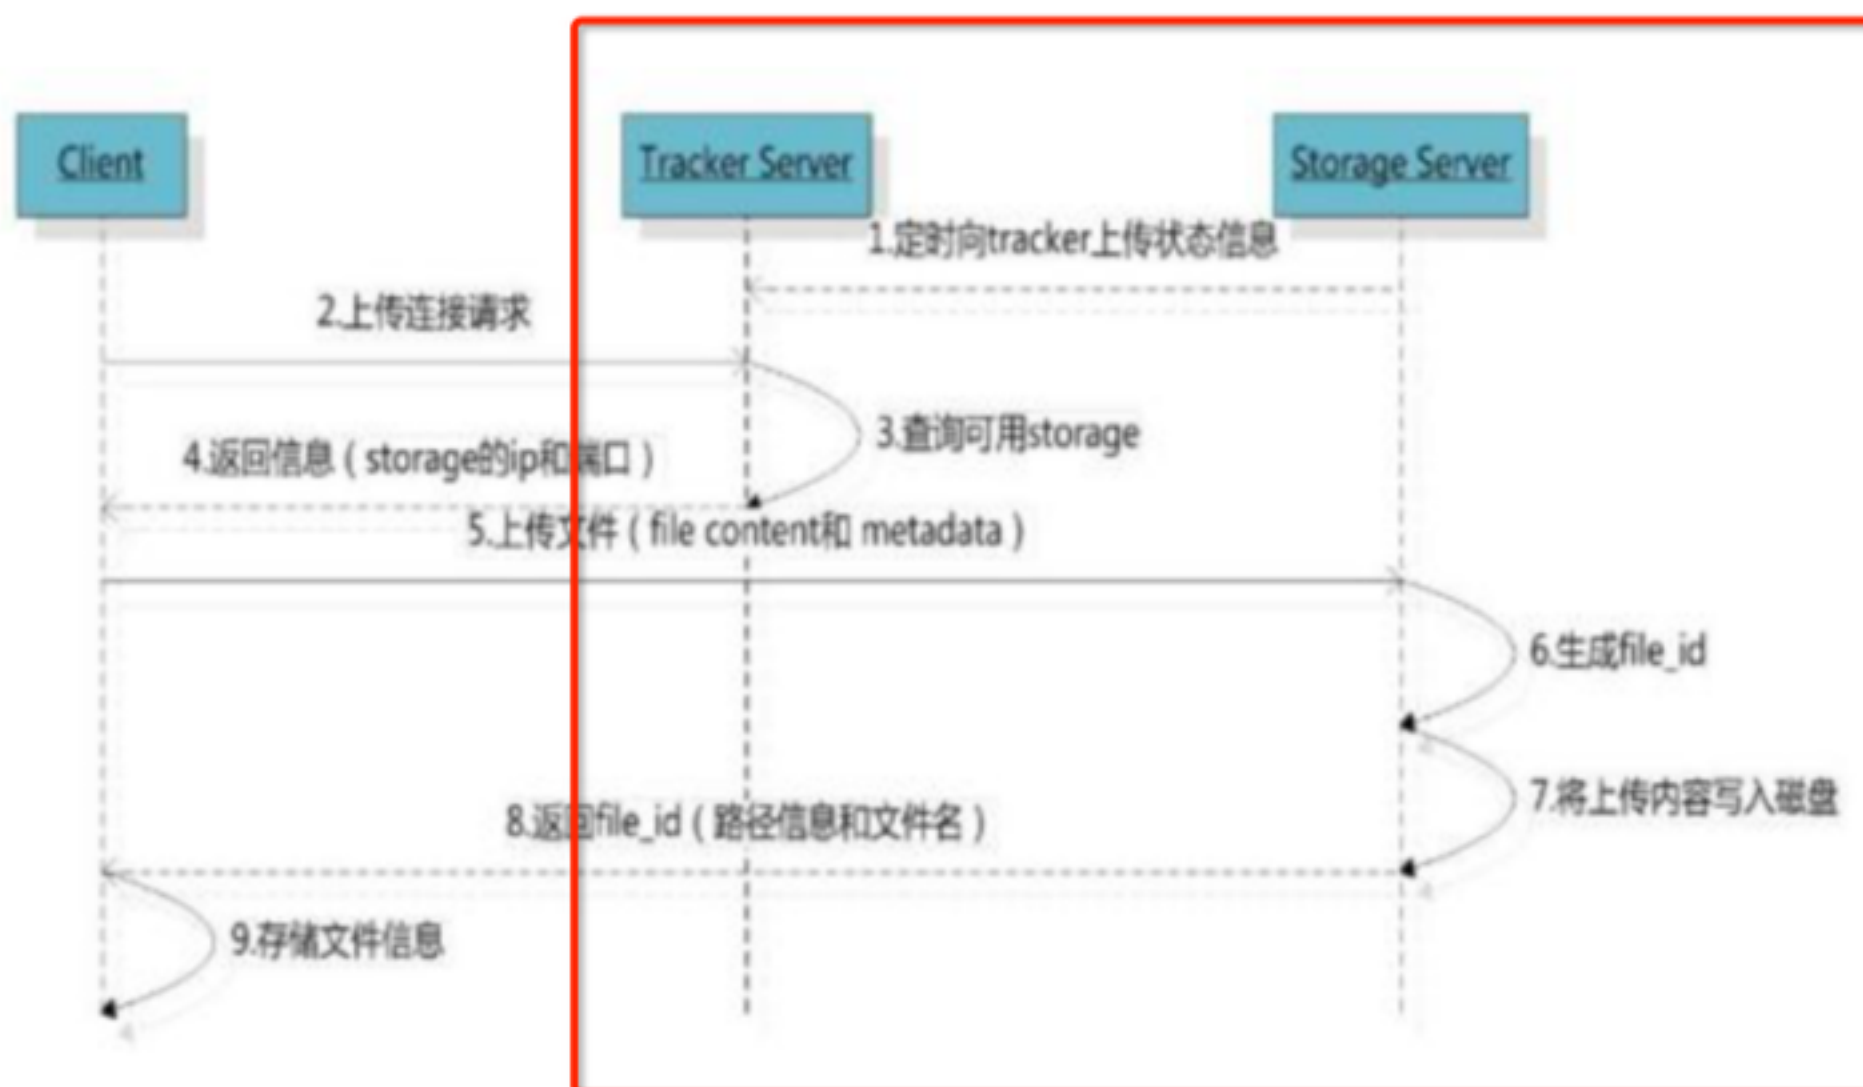 Client
Tracker Server
Storage Server
1.定时向tracker上传状态信息
2.上传连接请求
3.查询可用storage
4.返回信息（storage的ip和端口）
5.上传文件（file content和 metadata）
6.生成file_id
7.将上传内容写入磁盘
8.返回file_id（路径信息和文件名）
9.存储文件信息